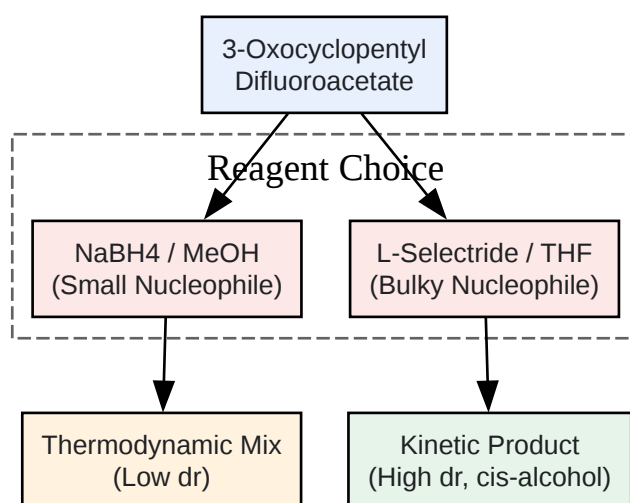 3-Oxocyclopentyl
Difluoroacetate
Reagent Choice
NaBH4 / MeOH
(Small Nucleophile)
L-Selectride / THF
(Bulky Nucleophile)
Thermodynamic Mix
(Low dr)
Kinetic Product
(High dr, cis-alcohol)